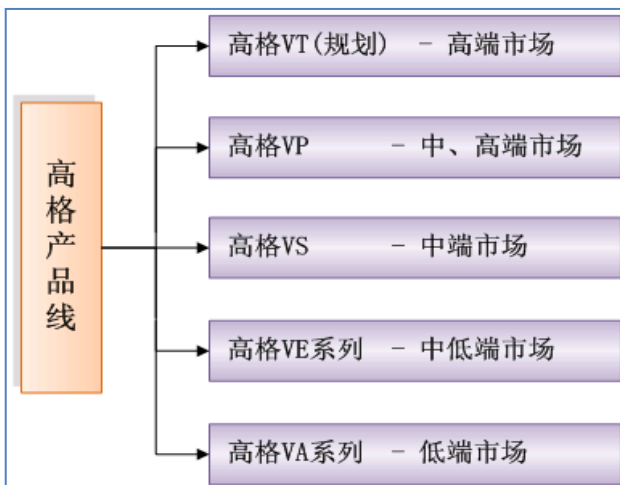 高格产品线
高格VT(规划) - 高端市场
高格VP - 中、高端市场
高格VS - 中端市场
高格VE系列 - 中低端市场
高格VA系列 - 低端市场